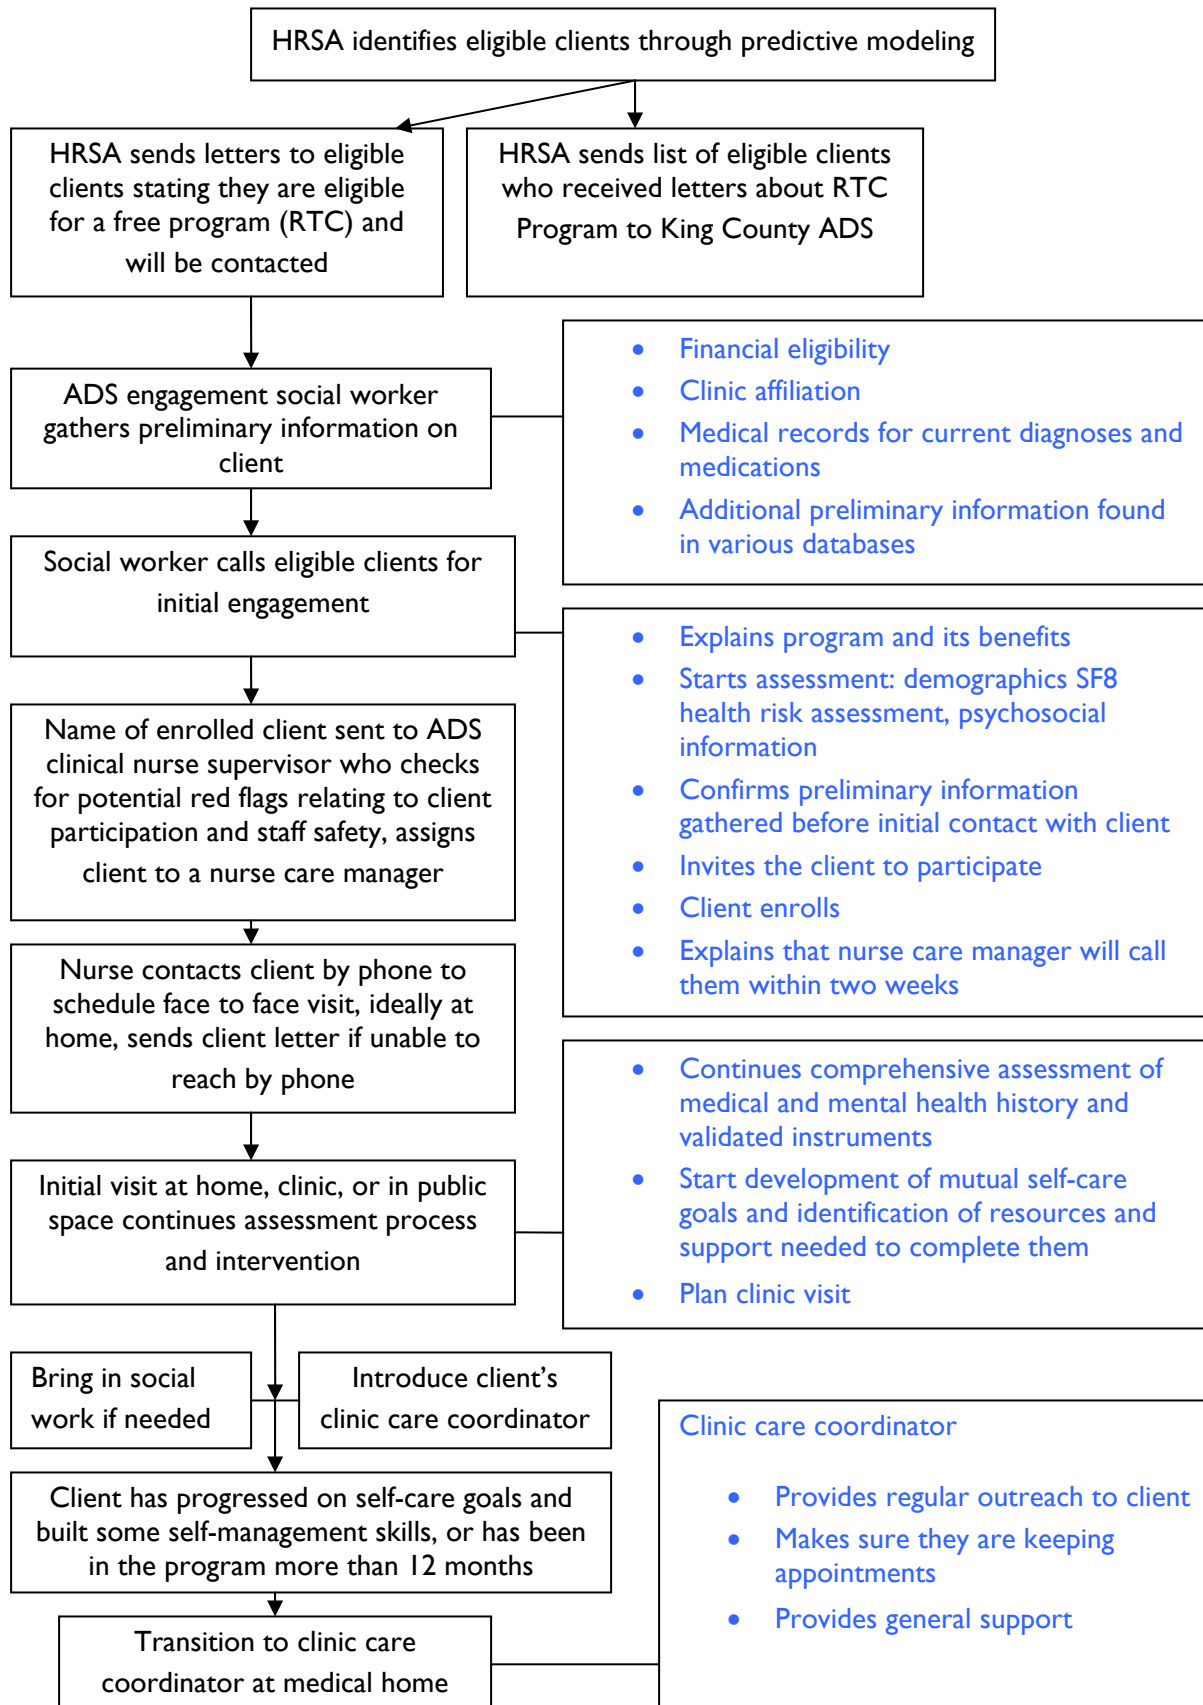 HRSA identifies eligible clients through predictive modeling
HRSA sends letters to eligible
clients stating they are eligible
for a free program (RTC) and
will be contacted
HRSA sends list of eligible clients
who received letters about RTC
Program to King County ADS
ADS engagement social worker
gathers preliminary information on
client
• Financial eligibility
• Clinic affiliation
• Medical records for current diagnoses and
medications
• Additional preliminary information found
in various databases
Social worker calls eligible clients for
initial engagement
• Explains program and its benefits
• Starts assessment: demographics SF8
health risk assessment, psychosocial
information
• Confirms preliminary information
gathered before initial contact with client
• Invites the client to participate
• Client enrolls
• Explains that nurse care manager will call
them within two weeks
Name of enrolled client sent to ADS
clinical nurse supervisor who checks
for potential red flags relating to client
participation and staff safety, assigns
client to a nurse care manager
Nurse contacts client by phone to
schedule face to face visit, ideally at
home, sends client letter if unable to
reach by phone
Initial visit at home, clinic, or in public
space continues assessment process
and intervention
• Continues comprehensive assessment of
medical and mental health history and
validated instruments
• Start development of mutual self-care
goals and identification of resources and
support needed to complete them
• Plan clinic visit
Bring in social
work if needed
Introduce client's
clinic care coordinator
Client has progressed on self-care goals and
built some self-management skills, or has been
in the program more than 12 months
Transition to clinic care
coordinator at medical home
Clinic care coordinator
• Provides regular outreach to client
• Makes sure they are keeping
appointments
• Provides general support